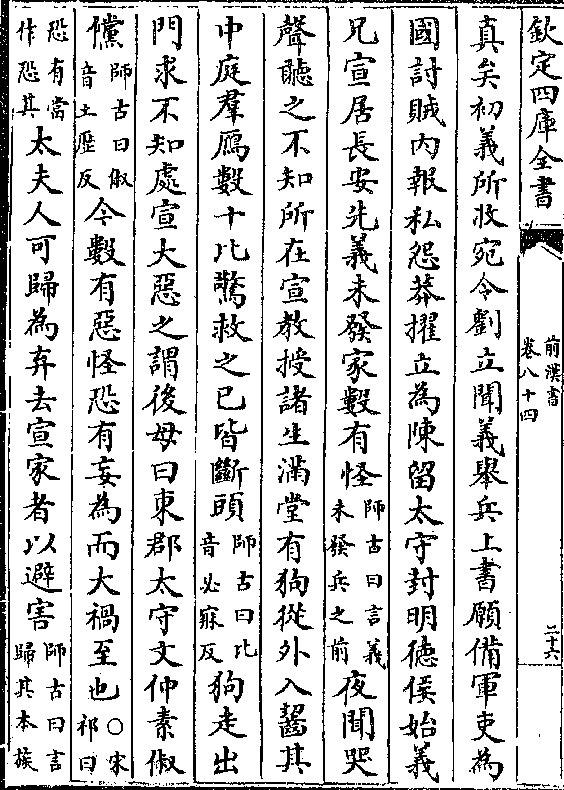 欽定四庫全書
前漢書
卷八十四
二十六
真矣初義所收宛令劉立聞義舉兵上書願備軍吏為
國討賊内報私怨莽擢立為陳留太守封明徳侯始義
兄宣居長安先義未發家數有怪師古曰言義未發兵之前夜聞哭
聲聽之不知所在宣教授諸生滿堂有狗從外入齧其
中庭羣鴈數十比驚救之已皆斷頭師古曰比音必寐反狗走出
門求不知處宣大惡之謂後母曰東郡太守文仲素俶
儻師古曰俶音土歴反今數有惡怪恐有妄為而大禍至也○宋祁曰
恐有當作恐其太夫人可歸為弃去宣家者以避害師古曰言歸其本族